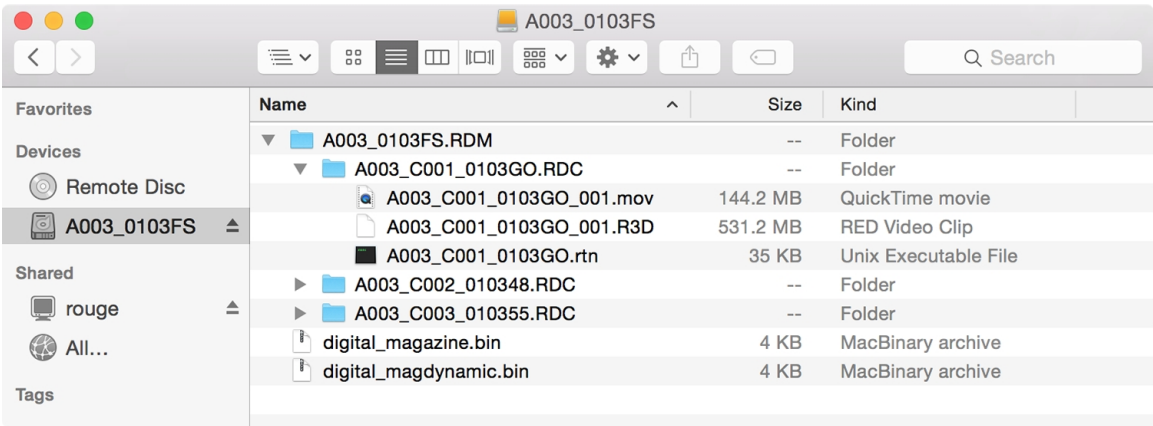 A003_0103FS
Search
Favorites
Devices
Remote Disc
A003_0103FS
Shared
rouge
All...
Tags
Name Size Kind
A003_0103FS.RDM -- Folder
A003_C001_0103GO.RDC -- Folder
A003_C001_0103GO_001.mov 144.2 MB QuickTime movie
A003_C001_0103GO_001.R3D 531.2 MB RED Video Clip
A003_C001_0103GO.rtn 35 KB Unix Executable File
A003_C002_010348.RDC -- Folder
A003_C003_010355.RDC -- Folder
digital_magazine.bin 4 KB MacBinary archive
digital_magdynamic.bin 4 KB MacBinary archive